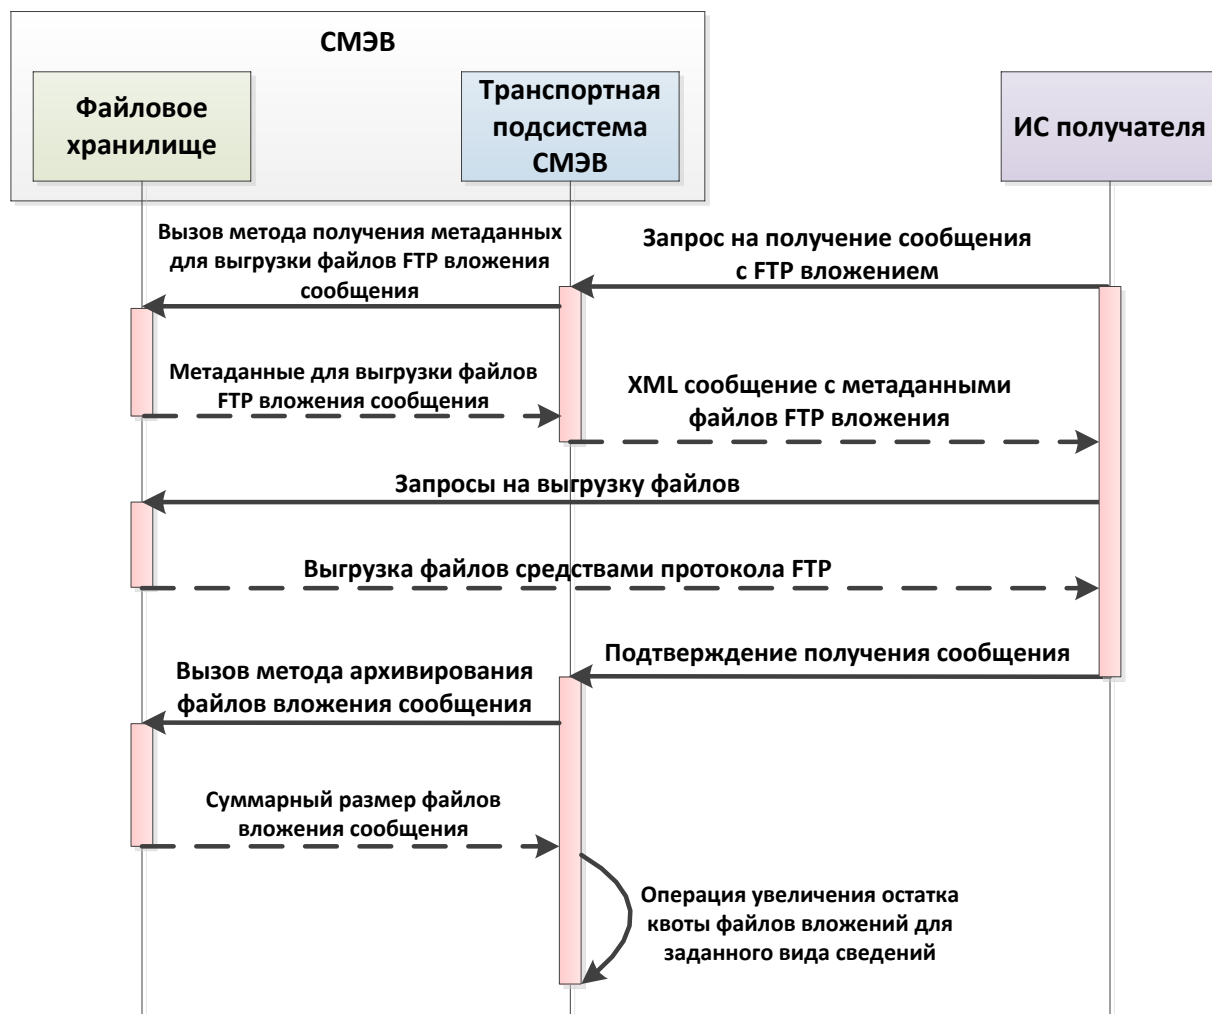 СМЭВ
Файловое
хранилище
Транспортная
подсистема
СМЭВ
ИС получателя
Вызов метода получения метаданных
для выгрузки файлов FTP вложения
сообщения
Запрос на получение сообщения
с FTP вложением
Метаданные для выгрузки файлов
FTP вложения сообщения
XML сообщение с метаданными
файлов FTP вложения
Запросы на выгрузку файлов
Выгрузка файлов средствами протокола FTP
Подтверждение получения сообщения
Вызов метода архивирования
файлов вложения сообщения
Суммарный размер файлов
вложения сообщения
Операция увеличения остатка
квоты файлов вложений для
заданного вида сведений